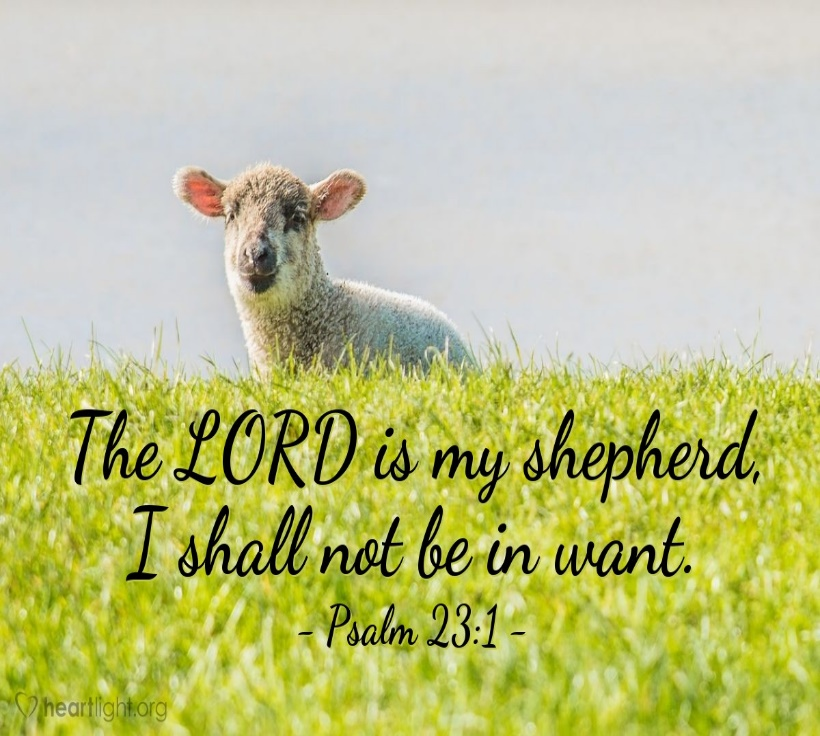 The LORD is my shepherd,
I shall not be in want.
- Psalm 23:1 -
heartlight.org